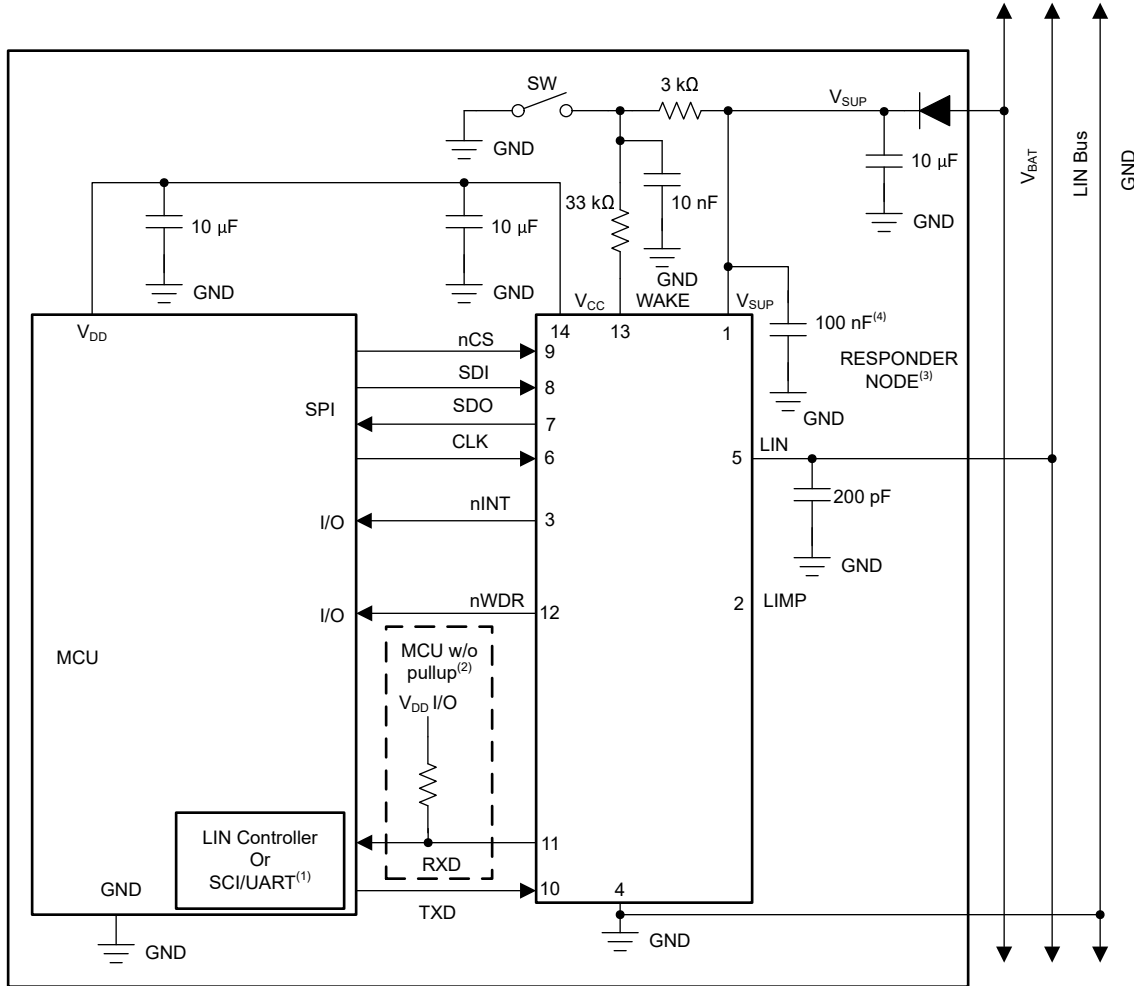 SW
3 kΩ
V_SUP
GND
10 µF
GND
10 µF
GND
10 µF
GND
33 kΩ
10 nF
GND
V_BAT
LIN Bus
GND
V_DD
V_CC
WAKE
V_SUP
14
13
1
100 nF(4)
GND
RESPONDER
NODE(3)
SPI
nCS
9
SDI
8
SDO
7
CLK
6
5
LIN
200 pF
GND
I/O
nINT
3
I/O
nWDR
12
2
LIMP
MCU
MCU w/o
pullup(2)
V_DD I/O
LIN Controller
Or
SCI/UART(1)
RXD
11
TXD
10
4
GND
GND
GND